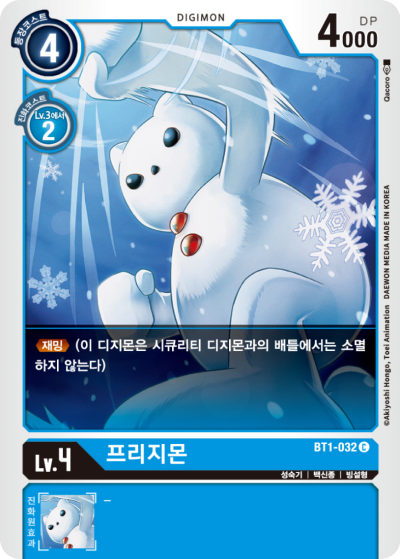 등장코스트
4
DIGIMON
DP
4000
진화코스트
Lv.3에서
2
Qacoro
재밍 (이 디지몬은 시큐리티 디지몬과의 배틀에서는 소멸
하지 않는다)
©Akiyoshi Hongo, Toei Animation DAEWON MEDIA MADE IN KOREA
BT1-032 C
Lv.4 프리지몬
성숙기 | 백신종 | 빙설형
진화원효과
–